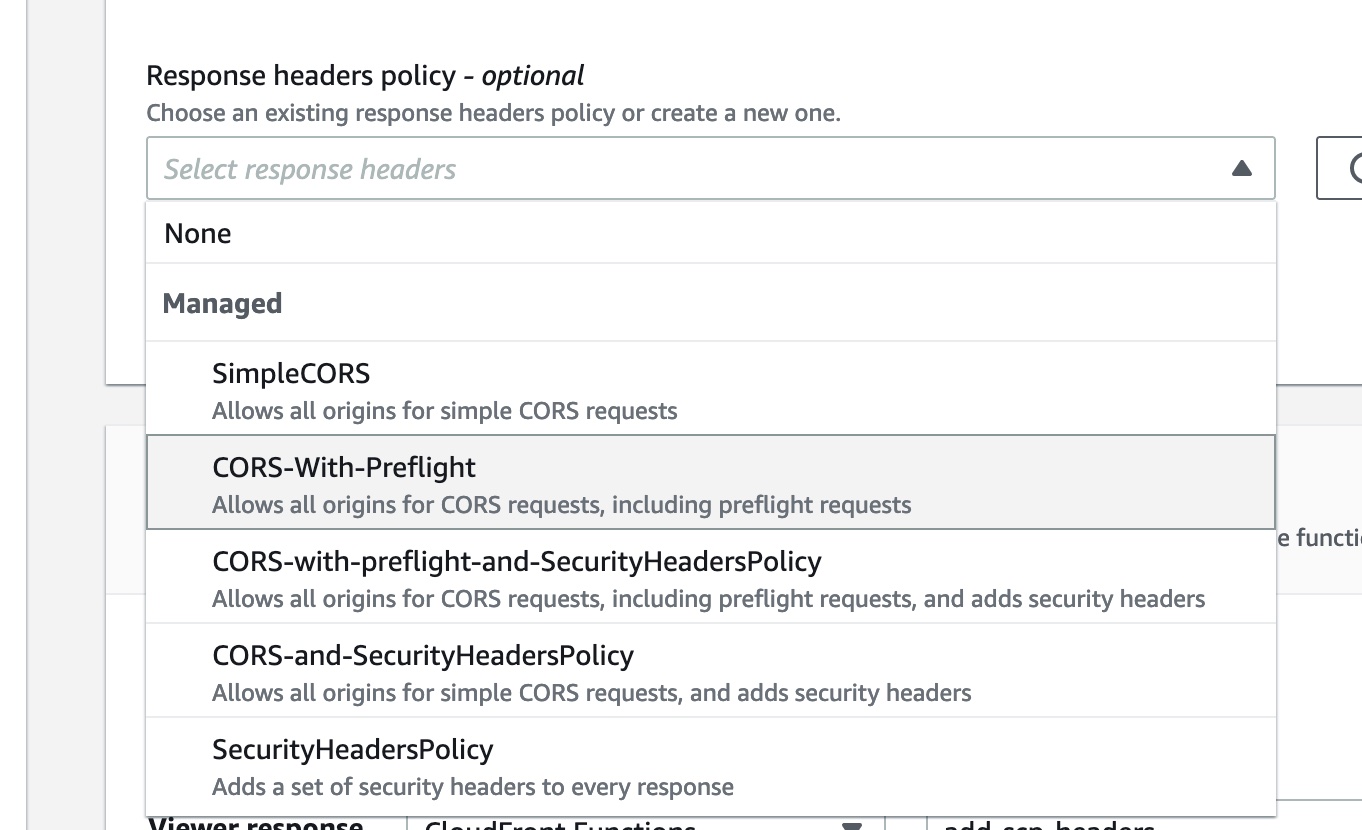 Response headers policy - optional
Choose an existing response headers policy or create a new one.
Select response headers
None
Managed
SimpleCORS
Allows all origins for simple CORS requests
CORS-With-Preflight
Allows all origins for CORS requests, including preflight requests
e functi
CORS-with-preflight-and-SecurityHeadersPolicy
Allows all origins for CORS requests, including preflight requests, and adds security headers
CORS-and-SecurityHeadersPolicy
Allows all origins for simple CORS requests, and adds security headers
SecurityHeadersPolicy
Adds a set of security headers to every response
Viewer response CloudFront Functions add-csp-headers